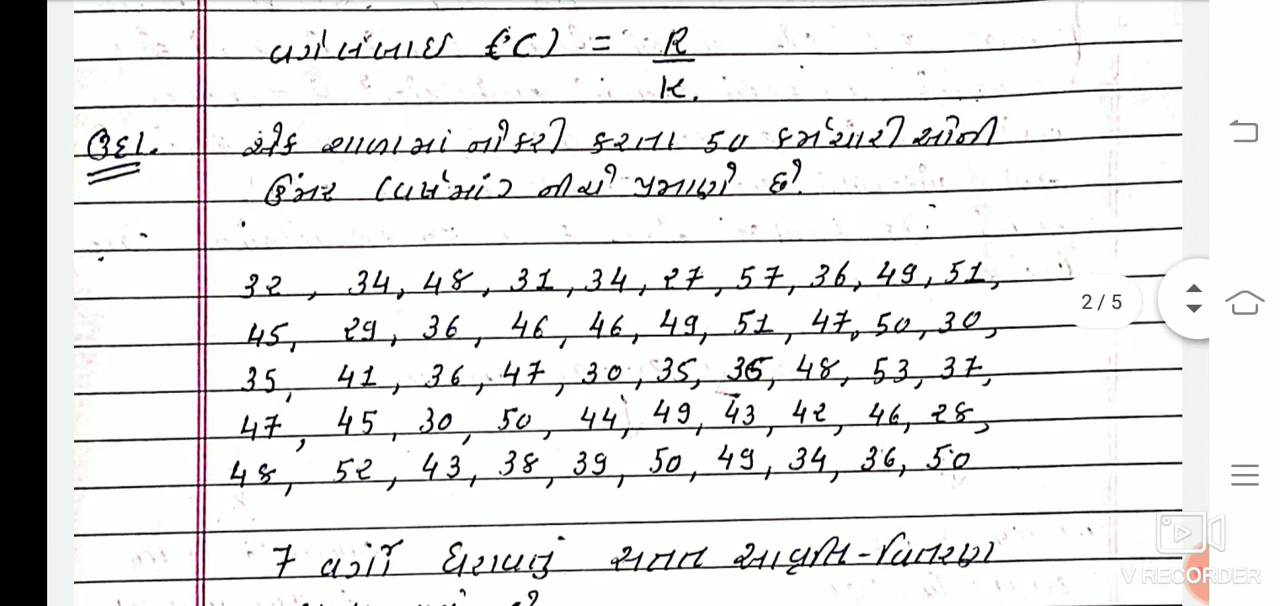 વર્ગલંબાઈ (C) = R
K.
ઉદા. એક શાળામાં નોકરી કરતા 50 કર્મચારીઓની
ઉંમર (વર્ષમાં) નીચે પ્રમાણે છે.
32, 34, 48, 31, 34, 27, 57, 36, 49, 51,
45, 29, 36, 46, 46, 49, 51, 47, 50, 30,
35, 41, 36, 47, 30, 35, 36, 48, 53, 37,
47, 45, 30, 50, 44, 49, 43, 42, 46, 28,
48, 52, 43, 38, 39, 50, 49, 34, 36, 50
7 વર્ગો ધરાવતું સતત આવૃત્તિ-વિતરણ
2/5
V RECORDER